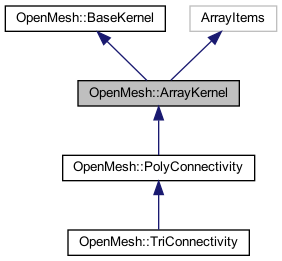 OpenMesh::BaseKernel
ArrayItems
OpenMesh::ArrayKernel
OpenMesh::PolyConnectivity
OpenMesh::TriConnectivity